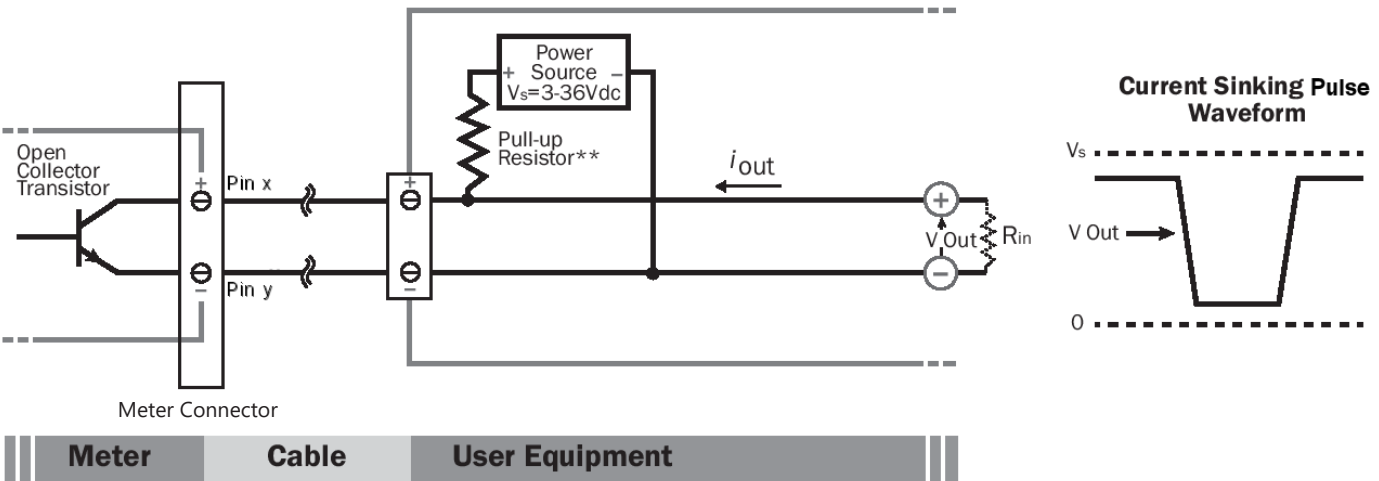 Power
+ Source −
Vs=3-36Vdc
Current Sinking Pulse
Waveform
Open
Collector
Transistor
Pull-up
Resistor**
Vs
+
Pin x
+
i out
+
V Out
Rin
V Out
−
Pin y
−
−
0
Meter Connector
Meter
Cable
User Equipment